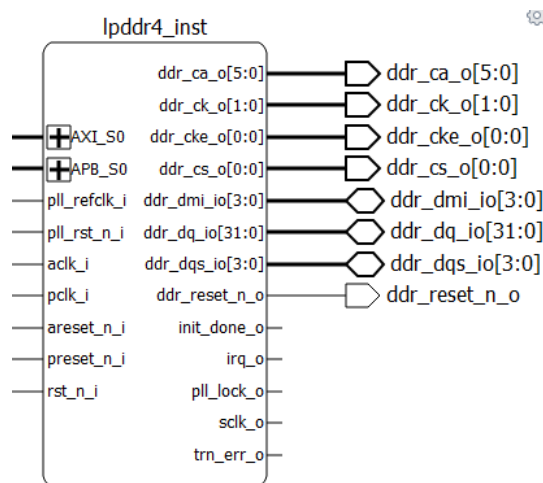 lpddr4_inst
ddr_ca_o[5:0] ddr_ca_o[5:0]
ddr_ck_o[1:0] ddr_ck_o[1:0]
AXI_S0 ddr_cke_o[0:0] ddr_cke_o[0:0]
APB_S0 ddr_cs_o[0:0] ddr_cs_o[0:0]
pll_refclk_i ddr_dmi_io[3:0] ddr_dmi_io[3:0]
pll_rst_n_i ddr_dq_io[31:0] ddr_dq_io[31:0]
aclk_i ddr_dqs_io[3:0] ddr_dqs_io[3:0]
pclk_i ddr_reset_n_o ddr_reset_n_o
areset_n_i init_done_o
preset_n_i irq_o
rst_n_i pll_lock_o
sclk_o
trn_err_o